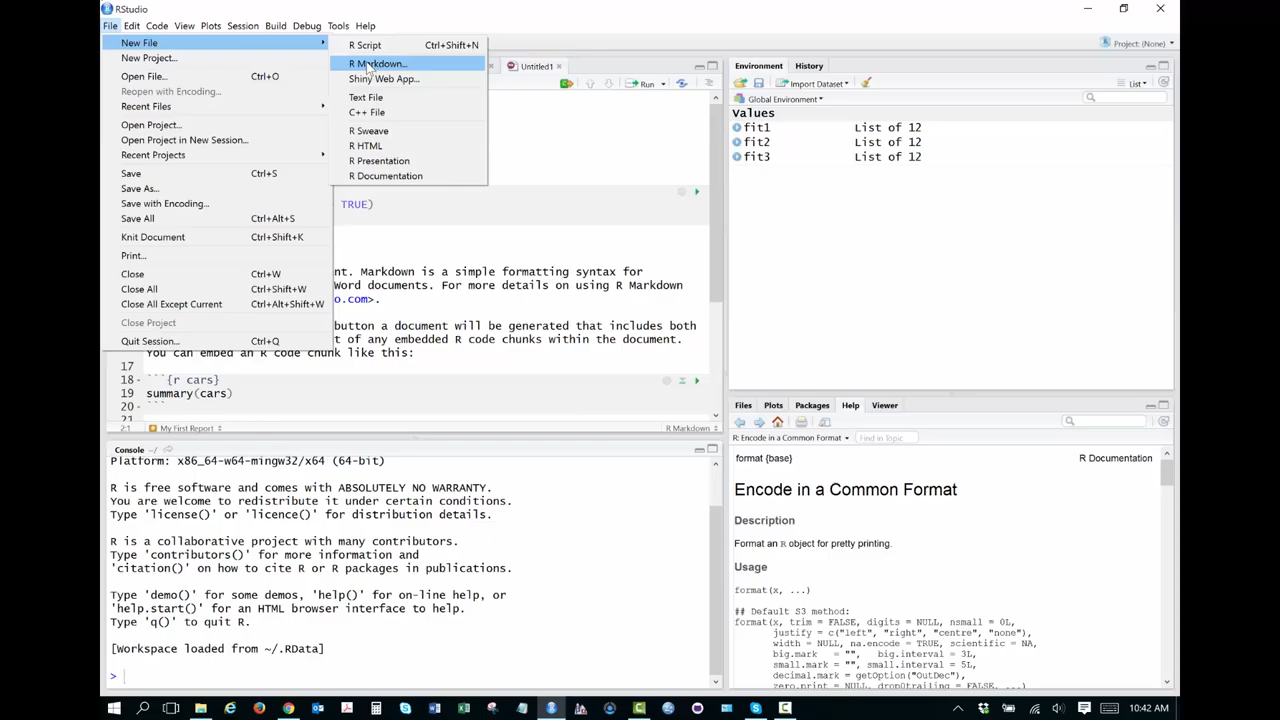 RStudio
File Edit Code View Plots Session Build Debug Tools Help
New File
New Project...
Open File... Ctrl+O
Reopen with Encoding...
Recent Files
Open Project...
Open Project in New Session...
Recent Projects
Save Ctrl+S
Save As...
Save with Encoding...
Save All Ctrl+Alt+S
Knit Document Ctrl+Shift+K
Print...
Close Ctrl+W
Close All Ctrl+Shift+W
Close All Except Current Ctrl+Alt+Shift+W
Close Project
Quit Session... Ctrl+Q
R Script Ctrl+Shift+N
R Markdown...
Shiny Web App...
Text File
C++ File
R Sweave
R HTML
R Presentation
R Documentation
Project: (None)
Untitled1
Run
TRUE)
nt. Markdown is a simple formatting syntax for
Word documents. For more details on using R Markdown
o.com>.
button a document will be generated that includes both
t of any embedded R code chunks within the document.
You can embed an R code chunk like this:
17
18 ```{r cars}
19 summary(cars)
20 ```
21
2:1 My First Report R Markdown
Console ~/
Platform: x86_64-w64-mingw32/x64 (64-bit)
R is free software and comes with ABSOLUTELY NO WARRANTY.
You are welcome to redistribute it under certain conditions.
Type 'license()' or 'licence()' for distribution details.
R is a collaborative project with many contributors.
Type 'contributors()' for more information and
'citation()' on how to cite R or R packages in publications.
Type 'demo()' for some demos, 'help()' for on-line help, or
'help.start()' for an HTML browser interface to help.
Type 'q()' to quit R.
[Workspace loaded from ~/.RData]
>
Environment History
Import Dataset List
Global Environment
Values
fit1 List of 12
fit2 List of 12
fit3 List of 12
Files Plots Packages Help Viewer
R: Encode in a Common Format Find in Topic
format {base} R Documentation
Encode in a Common Format
Description
Format an R object for pretty printing.
Usage
format(x, ...)
## Default S3 method:
format(x, trim = FALSE, digits = NULL, nsmall = 0L,
justify = c("left", "right", "centre", "none"),
width = NULL, na.encode = TRUE, scientific = NA,
big.mark = "", big.interval = 3L,
small.mark = "", small.interval = 5L,
decimal.mark = getOption("OutDec"),
zero.print = NULL, drop0trailing = FALSE, ...)
10:42 AM